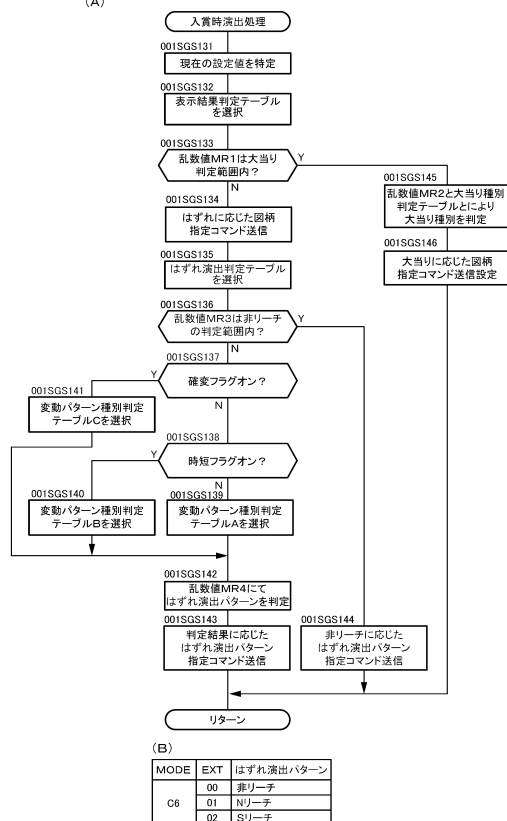 (A)
入賞時演出処理
001SGS131
現在の設定値を特定
001SGS132
表示結果判定テーブル
を選択
001SGS133
乱数値MR1は大当り
判定範囲内？
Y
N
001SGS145
乱数値MR2と大当り種別
判定テーブルとにより
大当り種別を判定
001SGS134
はずれに応じた図柄
指定コマンド送信
001SGS146
大当りに応じた図柄
指定コマンド送信設定
001SGS135
はずれ演出判定テーブル
を選択
001SGS136
乱数値MR3は非リーチ
の判定範囲内？
Y
N
001SGS137
確変フラグオン？
Y
N
001SGS141
変動パターン種別判定
テーブルCを選択
001SGS138
時短フラグオン？
Y
N
001SGS140
変動パターン種別判定
テーブルBを選択
001SGS139
変動パターン種別判定
テーブルAを選択
001SGS142
乱数値MR4にて
はずれ演出パターンを判定
001SGS143
判定結果に応じた
はずれ演出パターン
指定コマンド送信
001SGS144
非リーチに応じた
はずれ演出パターン
指定コマンド送信
リターン
(B)
MODE EXT はずれ演出パターン
C6 00 非リーチ
01 Nリーチ
02 Sリーチ